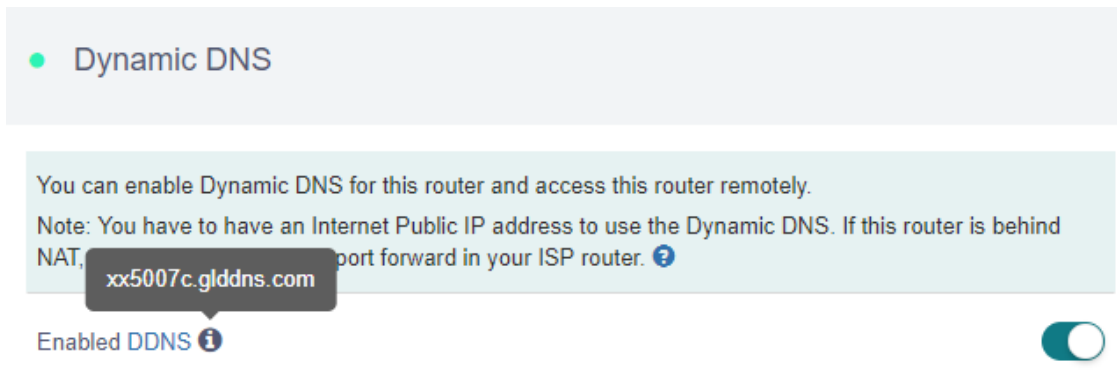 Dynamic DNS
You can enable Dynamic DNS for this router and access this router remotely.
Note: You have to have an Internet Public IP address to use the Dynamic DNS. If this router is behind
NAT, port forward in your ISP router.
xx5007c.glddns.com
Enabled DDNS